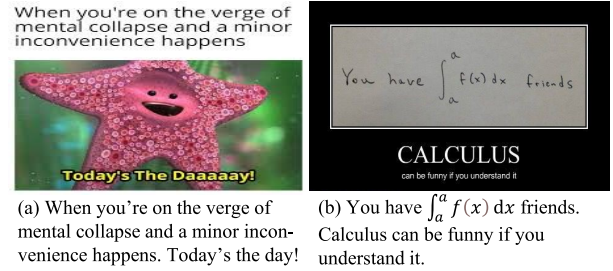 When you're on the verge of
mental collapse and a minor
inconvenience happens
Today's The Daaaaay!
(a) When you're on the verge of
mental collapse and a minor incon-
venience happens. Today's the day!
You have ∫ₐᵃ f(x) dx friends
CALCULUS
can be funny if you understand it
(b) You have ∫ₐᵃ f(x) dx friends.
Calculus can be funny if you
understand it.